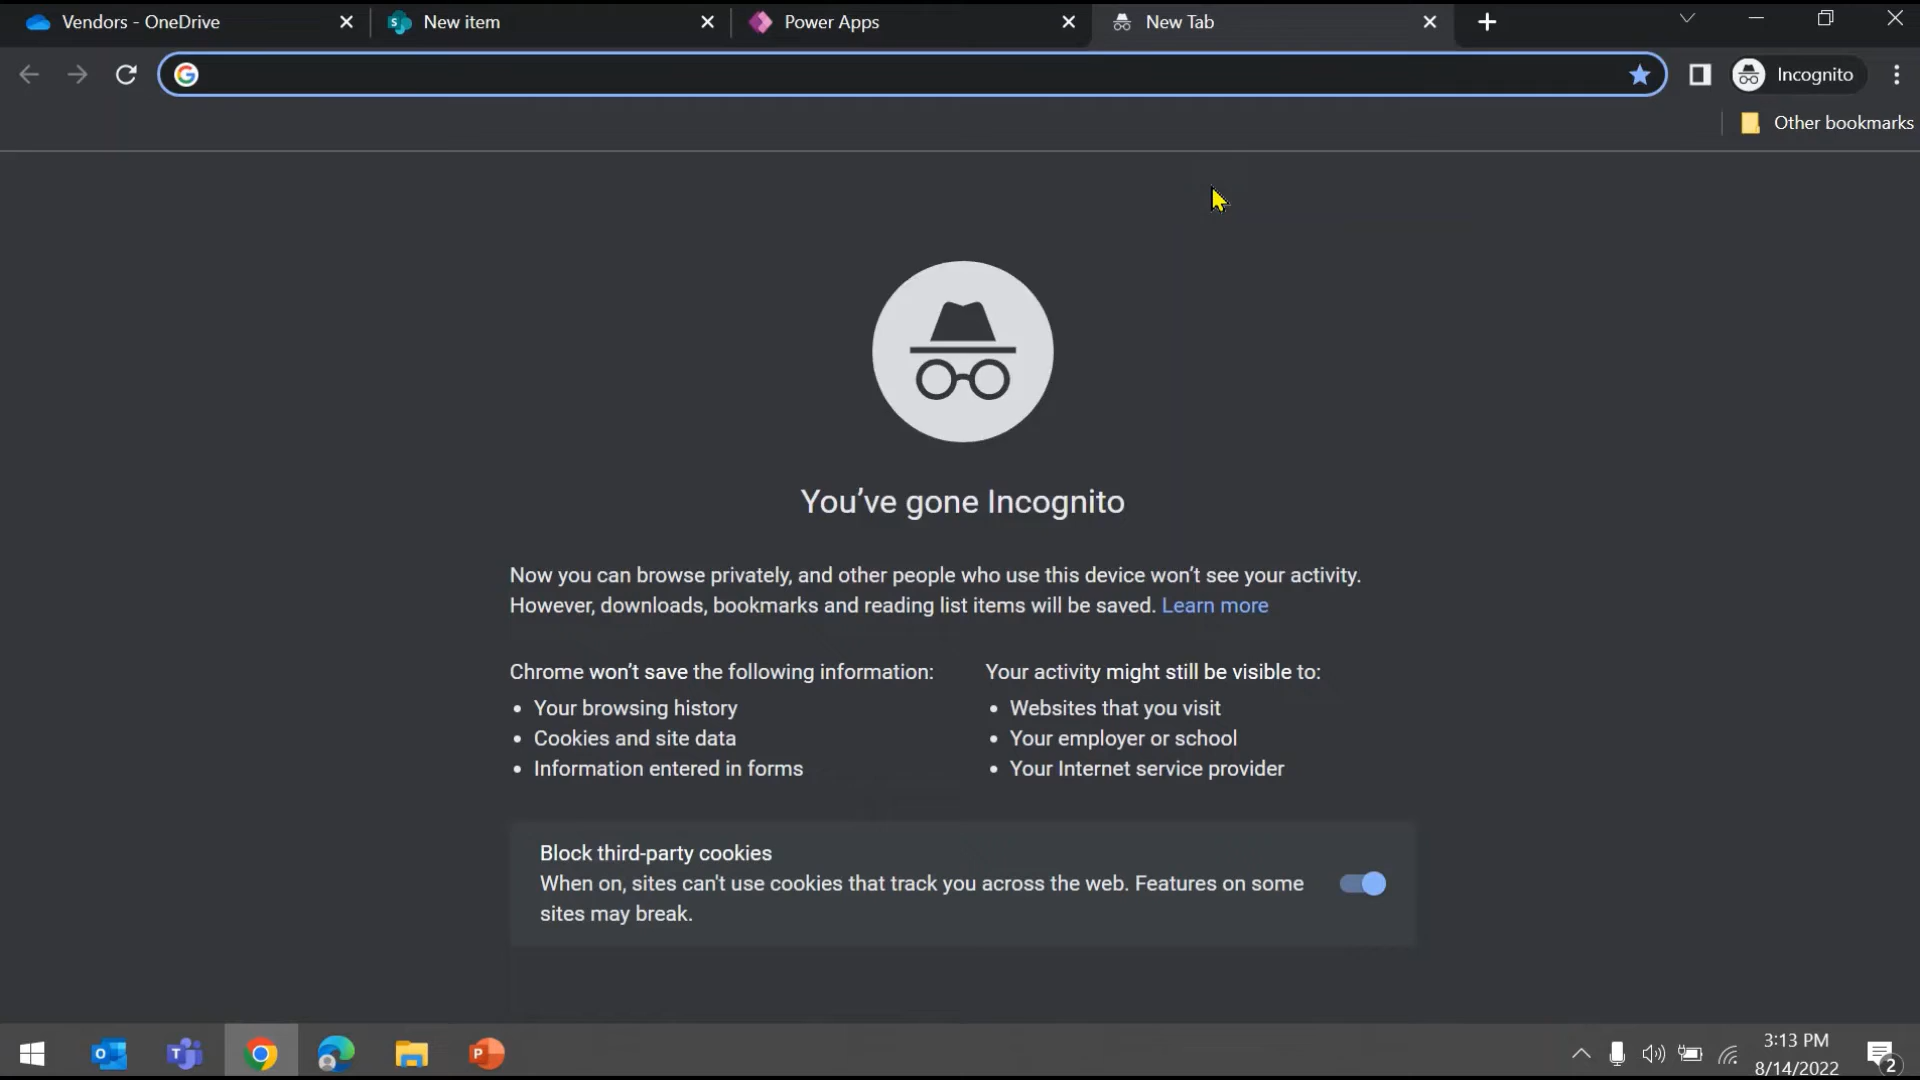 Vendors - OneDrive
New item
Power Apps
New Tab
Incognito
Other bookmarks
You've gone Incognito
Now you can browse privately, and other people who use this device won't see your activity.
However, downloads, bookmarks and reading list items will be saved. Learn more
Chrome won't save the following information:
• Your browsing history
• Cookies and site data
• Information entered in forms
Your activity might still be visible to:
• Websites that you visit
• Your employer or school
• Your Internet service provider
Block third-party cookies
When on, sites can't use cookies that track you across the web. Features on some
sites may break.
3:13 PM
8/14/2022
2